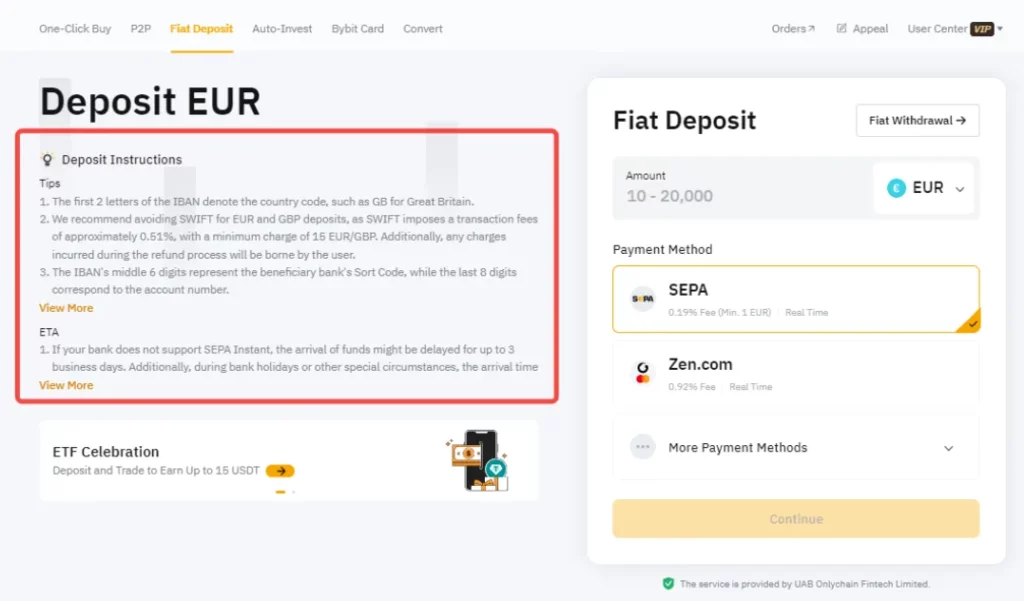 One-Click Buy P2P Fiat Deposit Auto-Invest Bybit Card Convert Orders Appeal User Center VIP
Deposit EUR
Deposit Instructions
Tips
1. The first 2 letters of the IBAN denote the country code, such as GB for Great Britain.
2. We recommend avoiding SWIFT for EUR and GBP deposits, as SWIFT imposes a transaction fees
of approximately 0.51%, with a minimum charge of 15 EUR/GBP. Additionally, any charges
incurred during the refund process will be borne by the user.
3. The IBAN's middle 6 digits represent the beneficiary bank's Sort Code, while the last 8 digits
correspond to the account number.
View More
ETA
1. If your bank does not support SEPA Instant, the arrival of funds might be delayed for up to 3
business days. Additionally, during bank holidays or other special circumstances, the arrival time
View More
ETF Celebration
Deposit and Trade to Earn Up to 15 USDT
Fiat Deposit
Fiat Withdrawal →
Amount
10 - 20,000
EUR
Payment Method
SEPA
SEPA
0.19% Fee (Min. 1 EUR) Real Time
Zen.com
0.92% Fee Real Time
More Payment Methods
Continue
The service is provided by UAB Onlychain Fintech Limited.